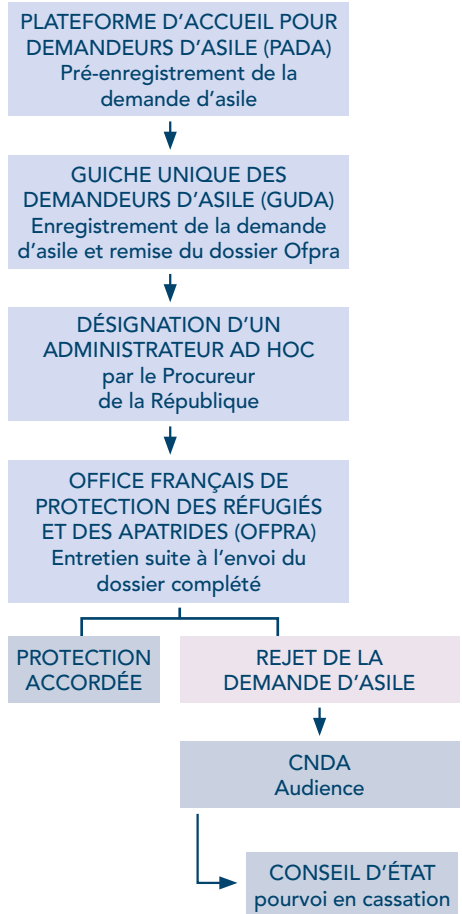 PLATEFORME D’ACCUEIL POUR
DEMANDEURS D’ASILE (PADA)
Pré-enregistrement de la
demande d’asile
GUICHE UNIQUE DES
DEMANDEURS D’ASILE (GUDA)
Enregistrement de la demande
d’asile et remise du dossier Ofpra
DÉSIGNATION D’UN
ADMINISTRATEUR AD HOC
par le Procureur
de la République
OFFICE FRANÇAIS DE
PROTECTION DES RÉFUGIÉS
ET DES APATRIDES (OFPRA)
Entretien suite à l’envoi du
dossier complété
PROTECTION
ACCORDÉE
REJET DE LA
DEMANDE D’ASILE
CNDA
Audience
CONSEIL D’ÉTAT
pourvoi en cassation